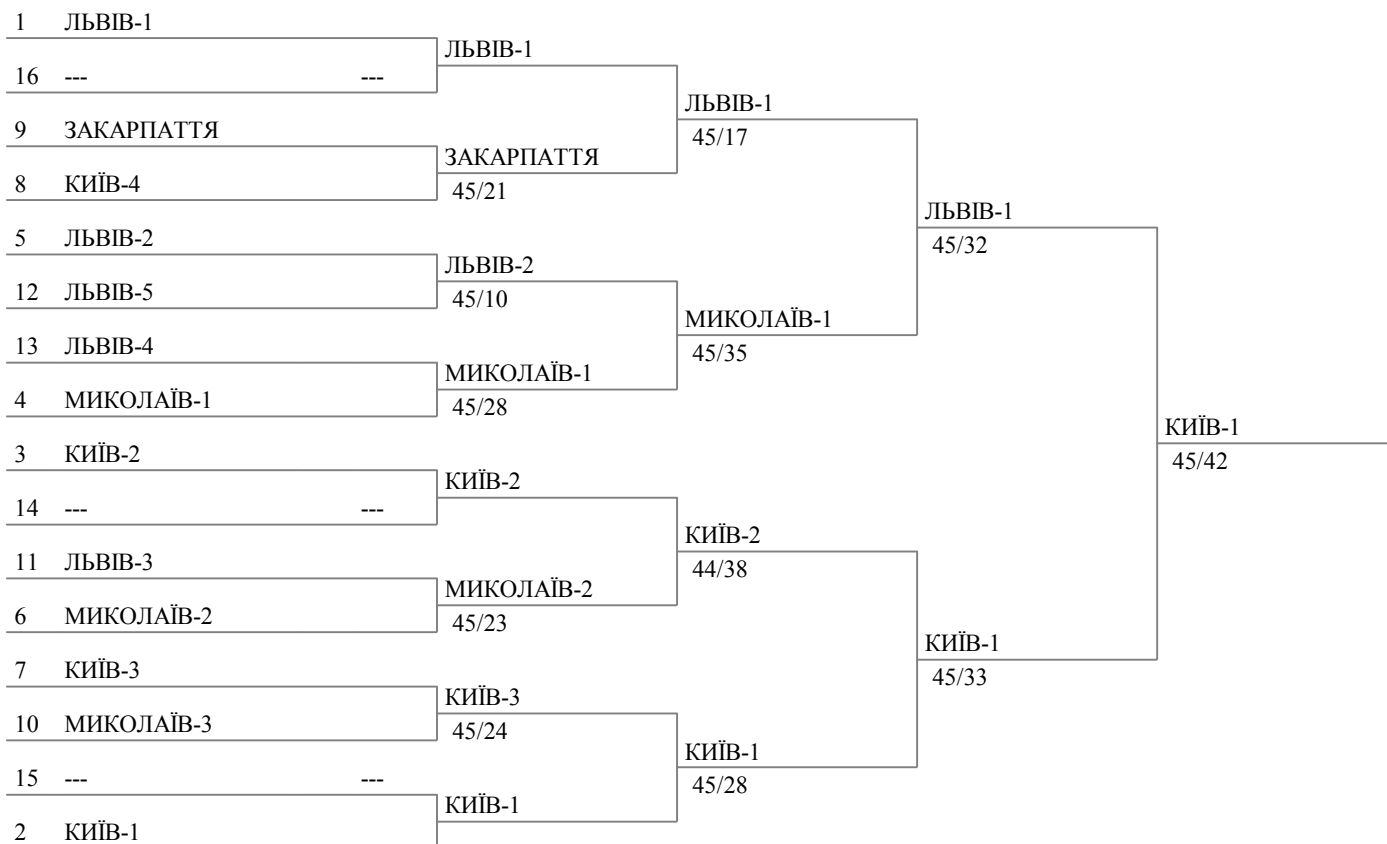 1 ЛЬВІВ-1
ЛЬВІВ-1
16 --- ---
ЛЬВІВ-1
45/17
9 ЗАКАРПАТТЯ
ЗАКАРПАТТЯ
45/21
8 КИЇВ-4
ЛЬВІВ-1
45/32
5 ЛЬВІВ-2
ЛЬВІВ-2
45/10
12 ЛЬВІВ-5
МИКОЛАЇВ-1
45/35
13 ЛЬВІВ-4
МИКОЛАЇВ-1
45/28
4 МИКОЛАЇВ-1
КИЇВ-1
45/42
3 КИЇВ-2
КИЇВ-2
14 --- ---
КИЇВ-2
44/38
11 ЛЬВІВ-3
МИКОЛАЇВ-2
45/23
6 МИКОЛАЇВ-2
КИЇВ-1
45/33
7 КИЇВ-3
КИЇВ-3
45/24
10 МИКОЛАЇВ-3
КИЇВ-1
45/28
15 --- ---
КИЇВ-1
2 КИЇВ-1